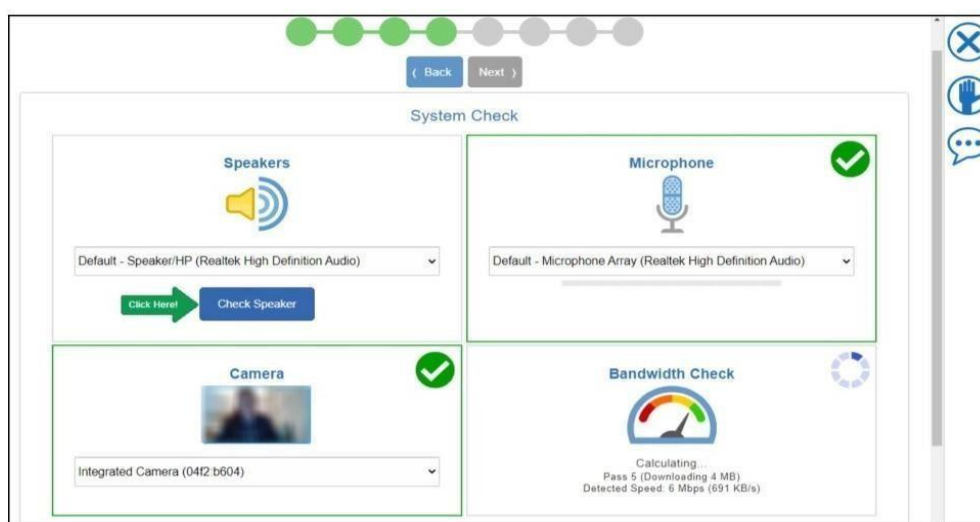 Back
Next
System Check
Speakers
Default - Speaker/HP (Realtek High Definition Audio)
Click Here!
Check Speaker
Microphone
Default - Microphone Array (Realtek High Definition Audio)
Camera
Integrated Camera (04f2:b604)
Bandwidth Check
Calculating...
Pass 5 (Downloading 4 MB)
Detected Speed: 6 Mbps (691 KB/s)